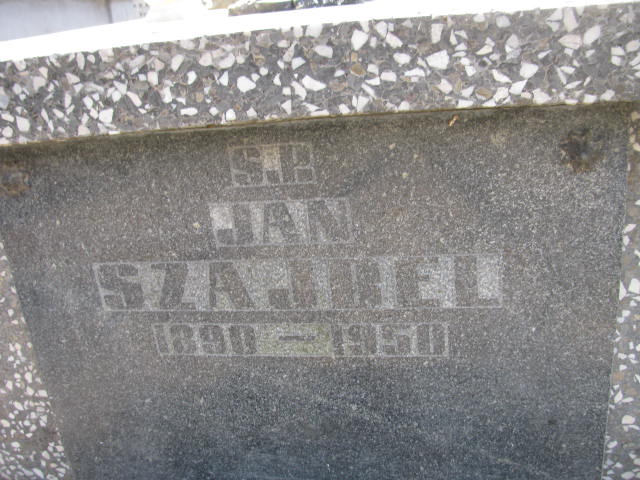 Ś.P.
JAN
SZAJBEL
1890 – 1950